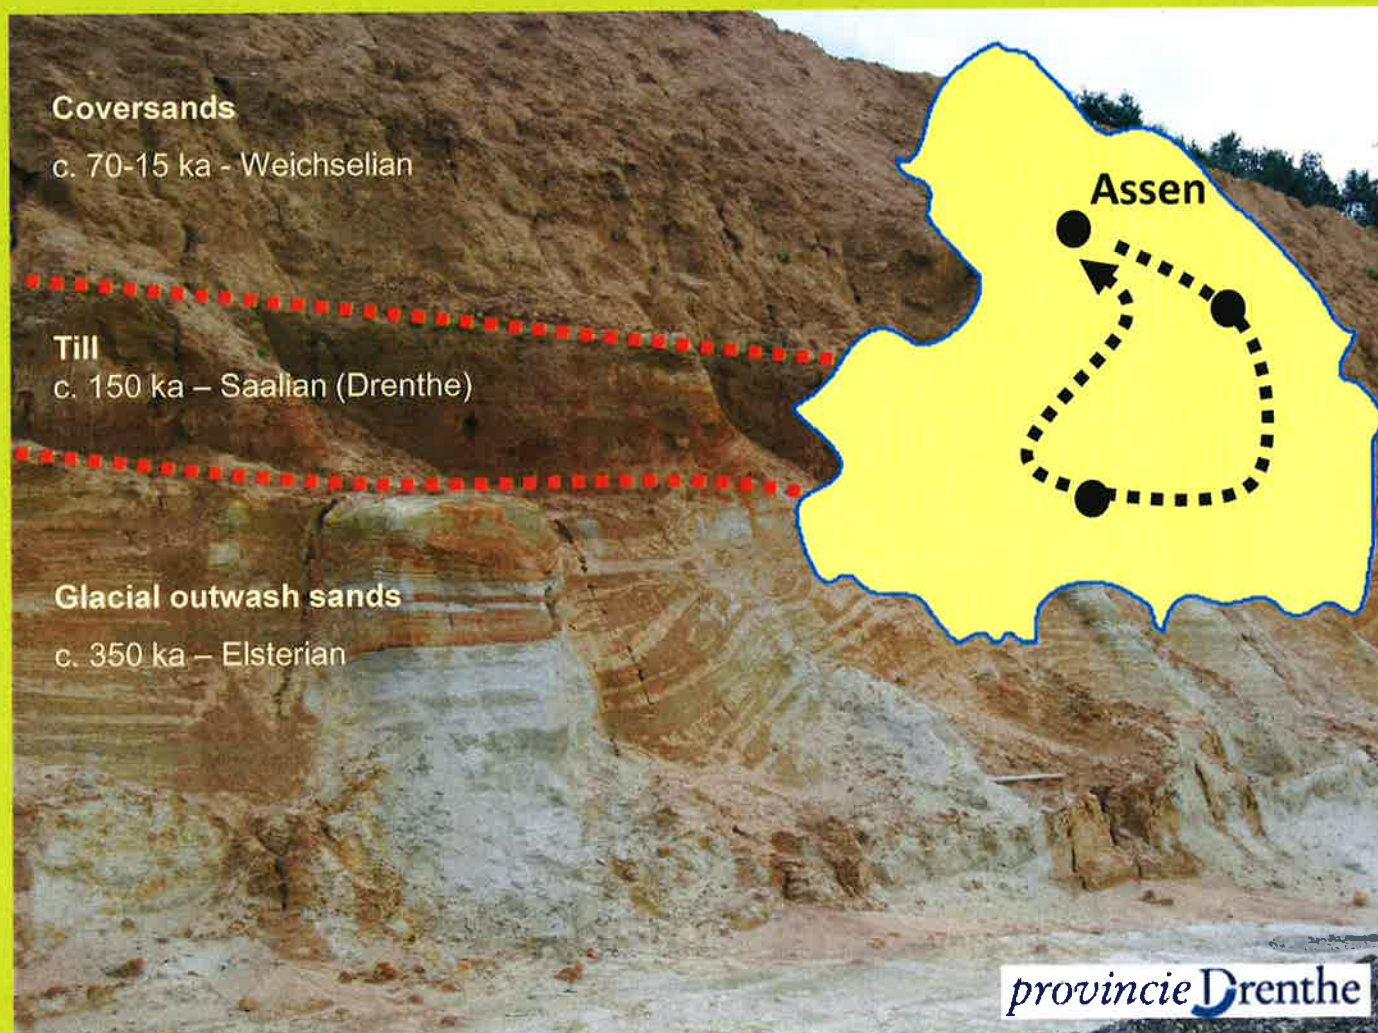 Coversands
c. 70-15 ka - Weichselian
Assen
Till
c. 150 ka – Saalian (Drenthe)
Glacial outwash sands
c. 350 ka – Elsterian
provincie Drenthe